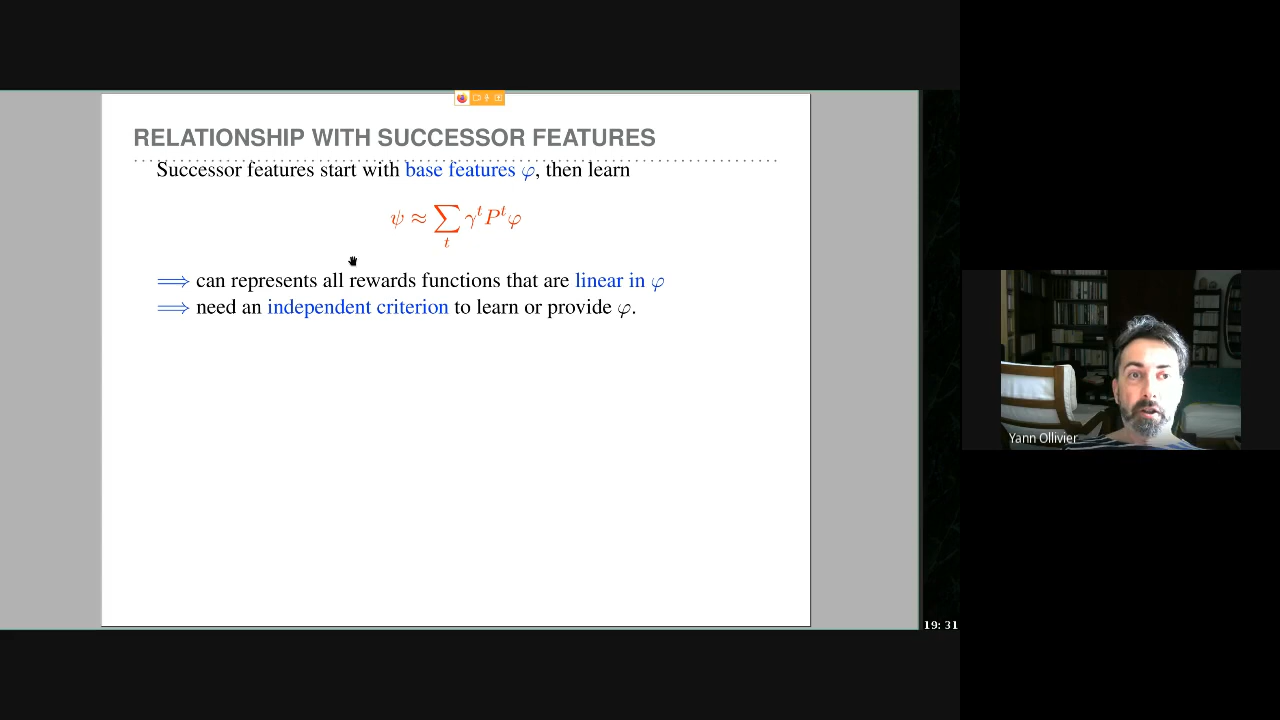 RELATIONSHIP WITH SUCCESSOR FEATURES
Successor features start with base features φ, then learn
ψ ≈ ∑_t γ^t P^t φ
⟹ can represents all rewards functions that are linear in φ
⟹ need an independent criterion to learn or provide φ.
Yann Ollivier
19: 31